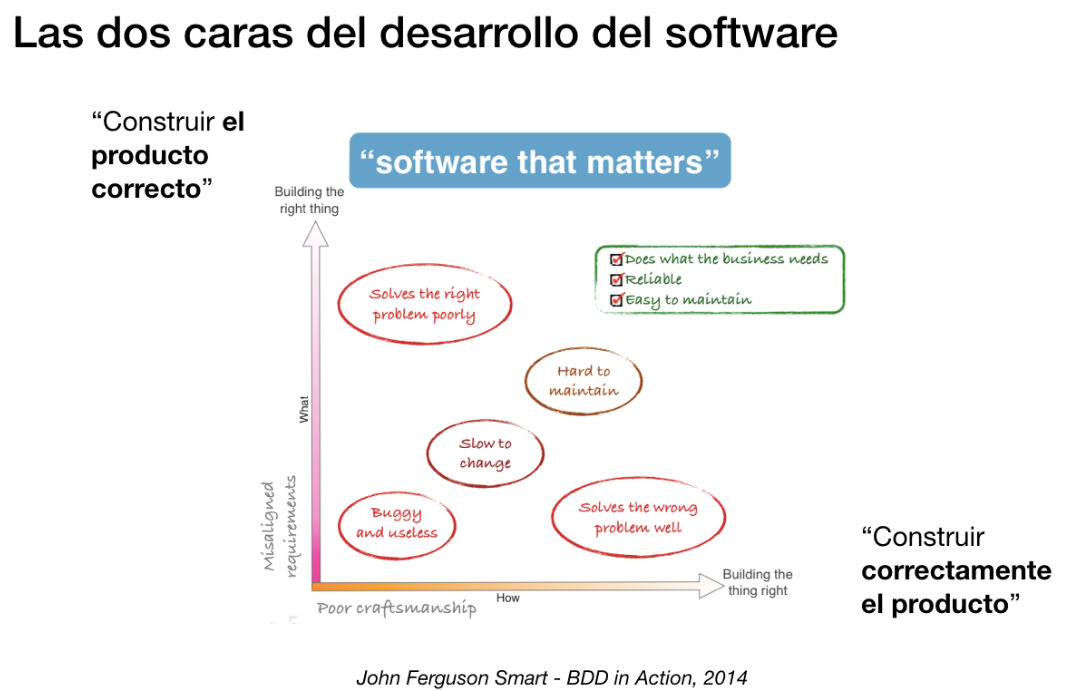 Las dos caras del desarrollo del software
“Construir el
producto
correcto”
“software that matters”
Building the
right thing
Does what the business needs
Reliable
Easy to maintain
Solves the right
problem poorly
Hard to
maintain
What
Slow to
change
Misaligned
requirements
Buggy
and useless
Solves the wrong
problem well
“Construir
correctamente
el producto”
Building the
thing right
How
Poor craftsmanship
John Ferguson Smart - BDD in Action, 2014